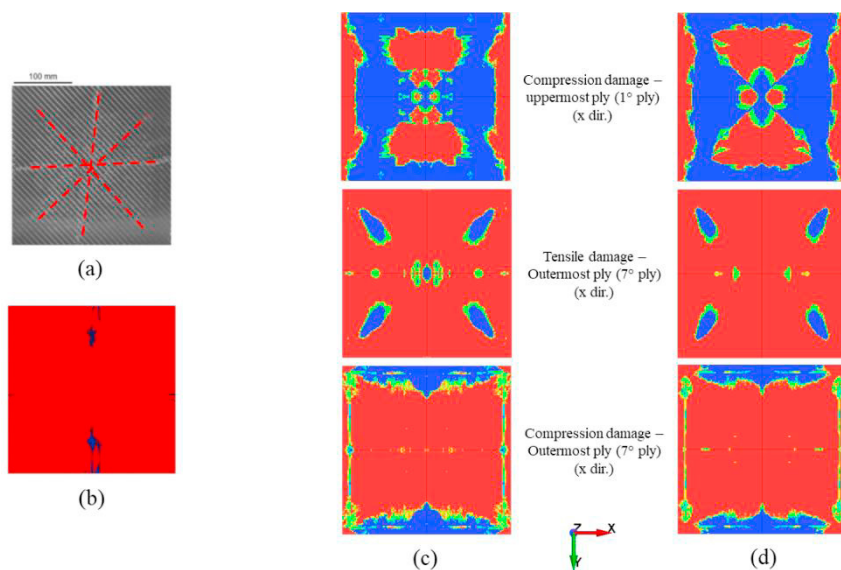 100 mm
(a)
(b)
Compression damage –
uppermost ply (1° ply)
(x dir.)
Tensile damage –
Outermost ply (7° ply)
(x dir.)
Compression damage –
Outermost ply (7° ply)
(x dir.)
Z
X
Y
(c)
(d)